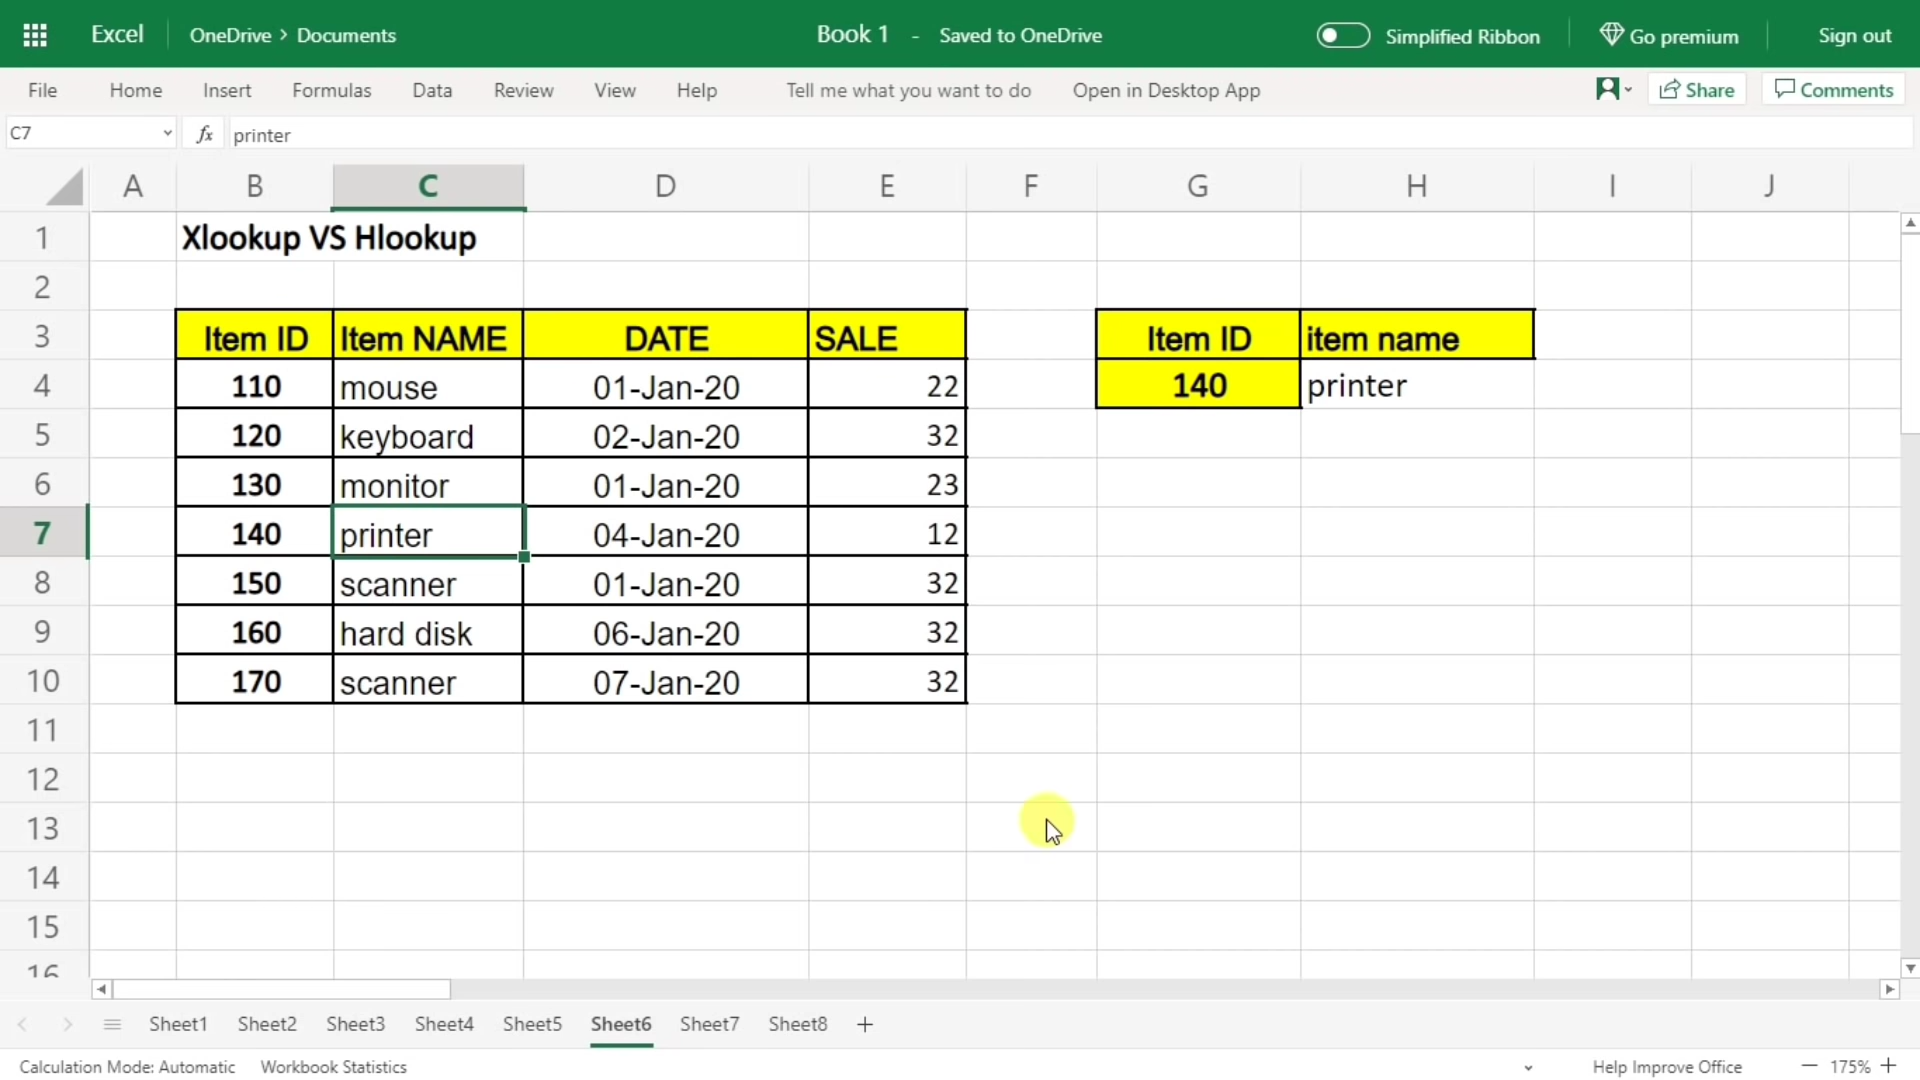 Excel OneDrive > Documents Book 1 - Saved to OneDrive Simplified Ribbon Go premium Sign out
File Home Insert Formulas Data Review View Help Tell me what you want to do Open in Desktop App Share Comments
C7 fx printer
A B C D E F G H I J
1 Xlookup VS Hlookup
2
3 Item ID Item NAME DATE SALE Item ID item name
4 110 mouse 01-Jan-20 22 140 printer
5 120 keyboard 02-Jan-20 32
6 130 monitor 01-Jan-20 23
7 140 printer 04-Jan-20 12
8 150 scanner 01-Jan-20 32
9 160 hard disk 06-Jan-20 32
10 170 scanner 07-Jan-20 32
11
12
13
14
15
16
Sheet1 Sheet2 Sheet3 Sheet4 Sheet5 Sheet6 Sheet7 Sheet8 +
Calculation Mode: Automatic Workbook Statistics Help Improve Office — 175% +